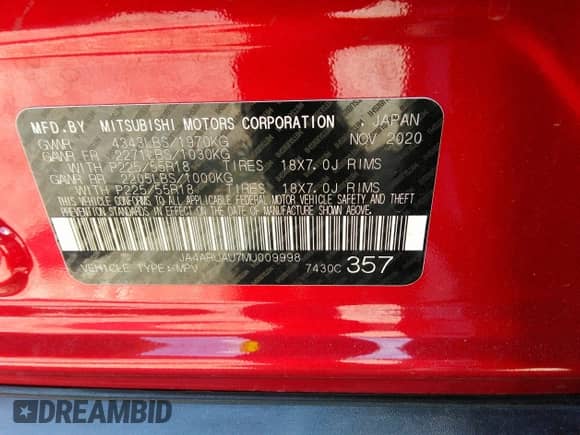 MFD.BY MITSUBISHI MOTORS CORPORATION , JAPAN
GVWR 4343LBS/1970KG NOV 2020
GAWR FR 2271LBS/1030KG
WITH P225/55R18 TIRES 18X7.0J RIMS
GAWR RR 2205LBS/1000KG
WITH P225/55R18 TIRES 18X7.0J RIMS
THIS VEHICLE CONFORMS TO ALL APPLICABLE FEDERAL MOTOR VEHICLE SAFETY AND
THEFT PREVENTION STANDARDS IN EFFECT ON THE DATE OF MANUFACTURE SHOWN ABOVE.
JA4ARUAU7MU009998
VEHICLE TYPE:MPV 7430C 357
DREAMBID